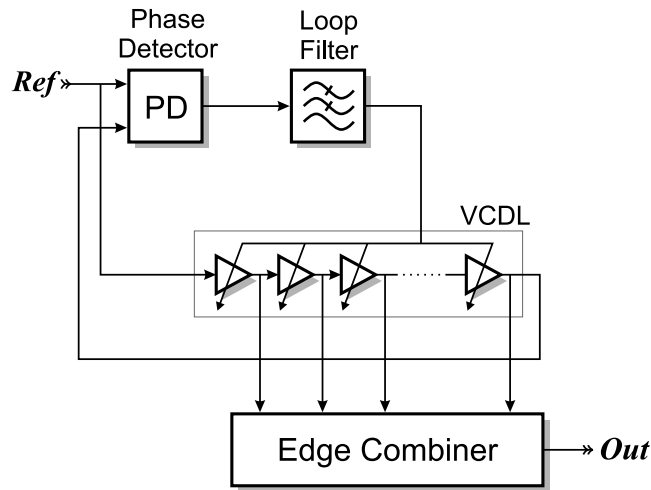 Phase
Detector
Loop
Filter
Ref
PD
VCDL
Edge Combiner
Out